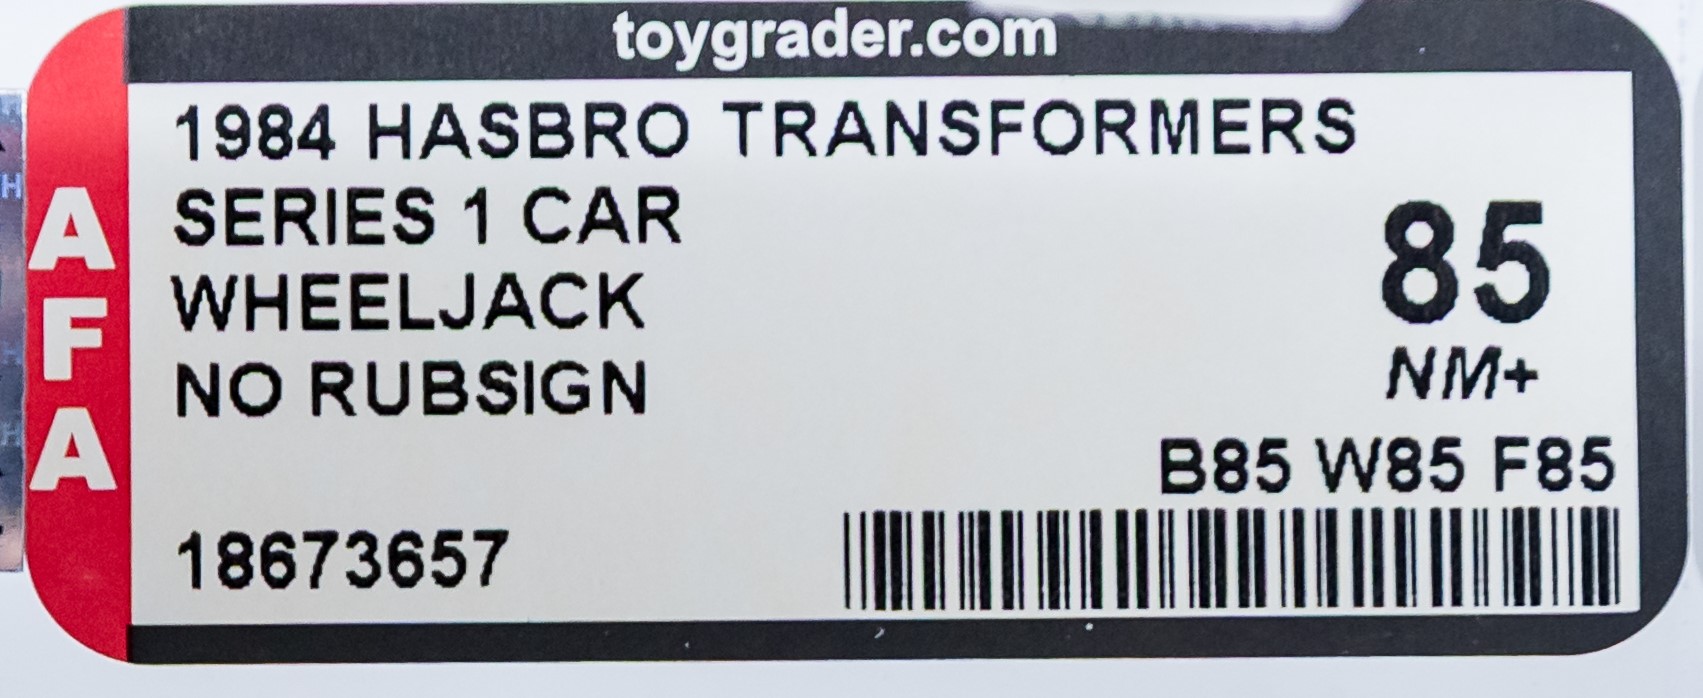 toygrader.com
AFA
1984 HASBRO TRANSFORMERS
SERIES 1 CAR
WHEELJACK
NO RUBSIGN
85
NM+
B85 W85 F85
18673657